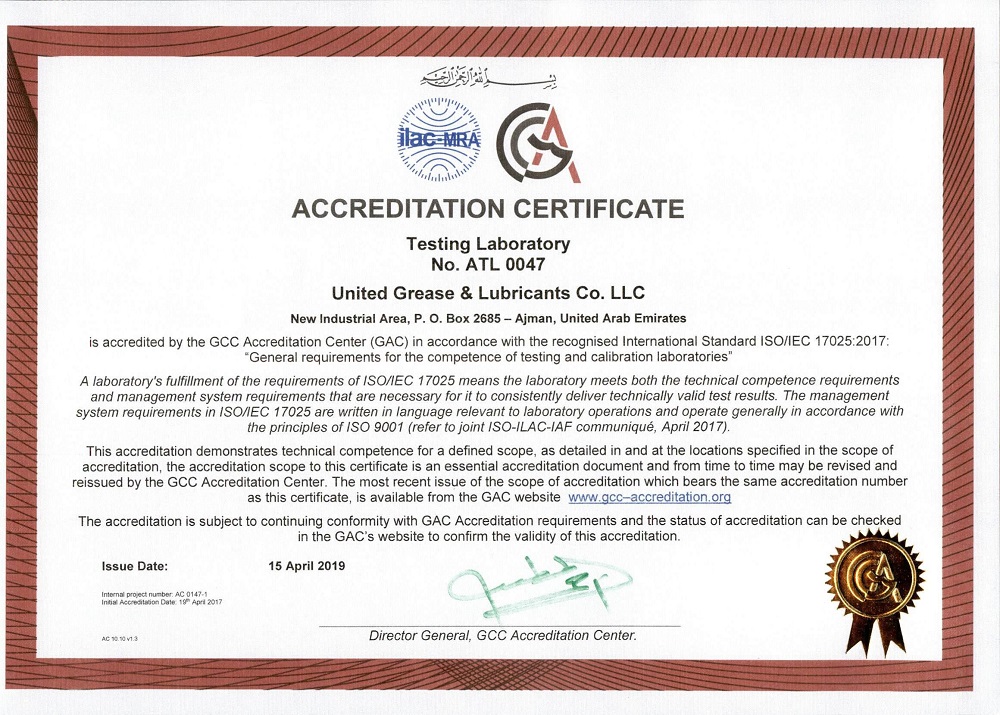 بسم الله الرحمن الرحيم
ilac-MRA
ACCREDITATION CERTIFICATE
Testing Laboratory
No. ATL 0047
United Grease & Lubricants Co. LLC
New Industrial Area, P. O. Box 2685 – Ajman, United Arab Emirates
is accredited by the GCC Accreditation Center (GAC) in accordance with the recognised International Standard ISO/IEC 17025:2017:
“General requirements for the competence of testing and calibration laboratories”
A laboratory's fulfillment of the requirements of ISO/IEC 17025 means the laboratory meets both the technical competence requirements
and management system requirements that are necessary for it to consistently deliver technically valid test results. The management
system requirements in ISO/IEC 17025 are written in language relevant to laboratory operations and operate generally in accordance with
the principles of ISO 9001 (refer to joint ISO-ILAC-IAF communiqué, April 2017).
This accreditation demonstrates technical competence for a defined scope, as detailed in and at the locations specified in the scope of
accreditation, the accreditation scope to this certificate is an essential accreditation document and from time to time may be revised and
reissued by the GCC Accreditation Center. The most recent issue of the scope of accreditation which bears the same accreditation number
as this certificate, is available from the GAC website www.gcc–accreditation.org
The accreditation is subject to continuing conformity with GAC Accreditation requirements and the status of accreditation can be checked
in the GAC’s website to confirm the validity of this accreditation.
Issue Date: 15 April 2019
Internal project number: AC 0147-1
Initial Accreditation Date: 19th April 2017
AC 10:10 v1.3
Director General, GCC Accreditation Center.